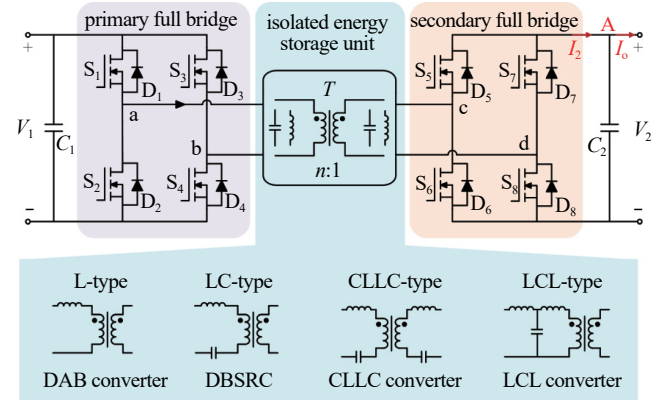 primary full bridge
isolated energy storage unit
secondary full bridge
A
I2
Io
+
+
S1
S3
S5
S7
T
D1
D3
D5
D7
a
c
V1
C1
b
d
C2
V2
n:1
S2
S4
S6
S8
D2
D4
D6
D8
−
−
L-type
LC-type
CLLC-type
LCL-type
DAB converter
DBSRC
CLLC converter
LCL converter